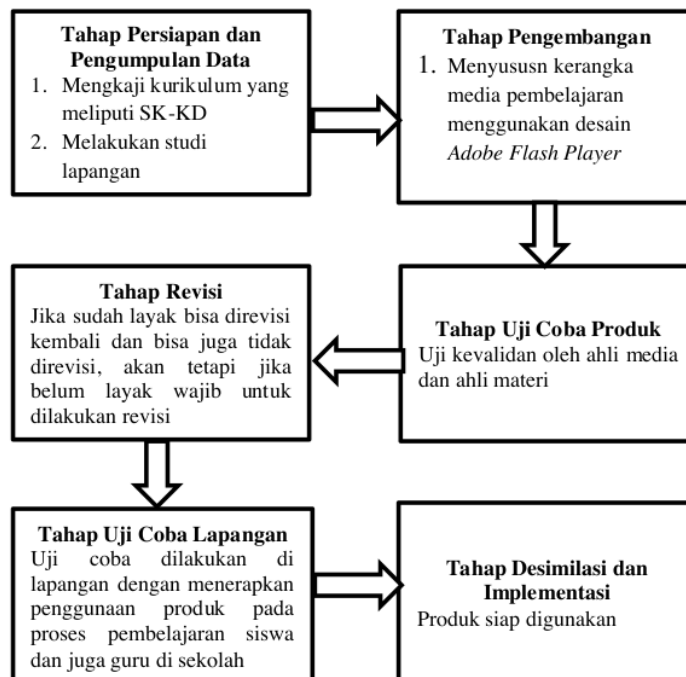 Tahap Persiapan dan
Pengumpulan Data
1. Mengkaji kurikulum yang
meliputi SK-KD
2. Melakukan studi
lapangan
Tahap Pengembangan
1. Menyususn kerangka
media pembelajaran
menggunakan desain
Adobe Flash Player
Tahap Uji Coba Produk
Uji kevalidan oleh ahli media
dan ahli materi
Tahap Revisi
Jika sudah layak bisa direvisi
kembali dan bisa juga tidak
direvisi, akan tetapi jika
belum layak wajib untuk
dilakukan revisi
Tahap Uji Coba Lapangan
Uji coba dilakukan di
lapangan dengan menerapkan
penggunaan produk pada
proses pembelajaran siswa
dan juga guru di sekolah
Tahap Desimilasi dan
Implementasi
Produk siap digunakan